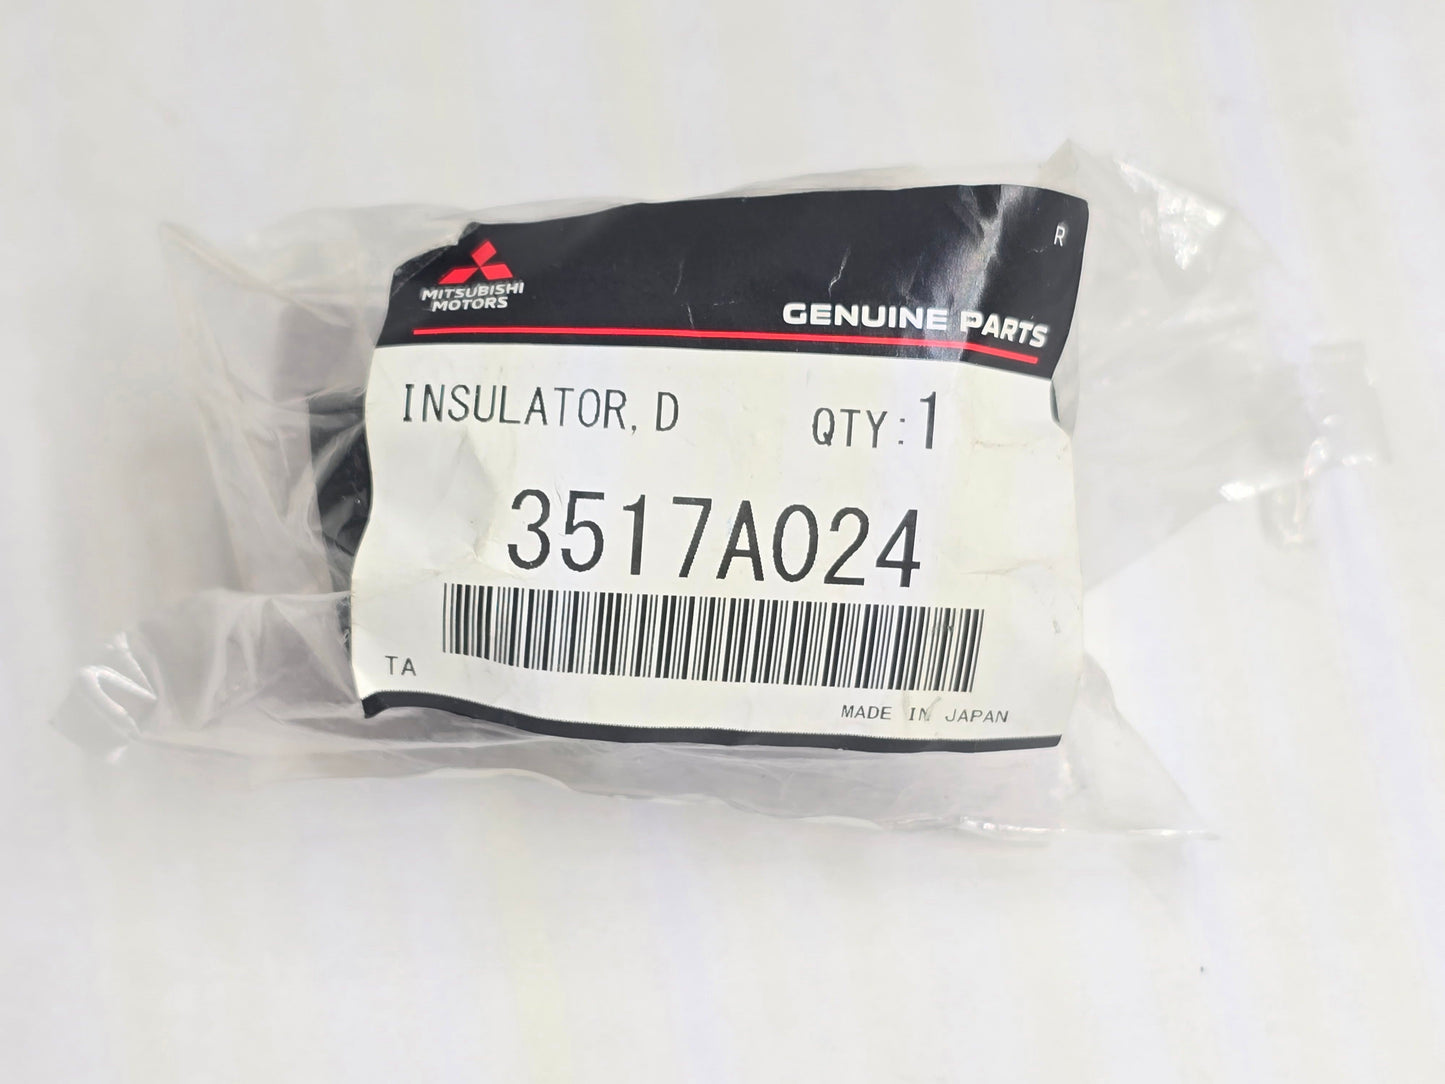 R
MITSUBISHI
MOTORS
GENUINE PARTS
INSULATOR, D
QTY:1
3517A024
TA
MADE IN JAPAN